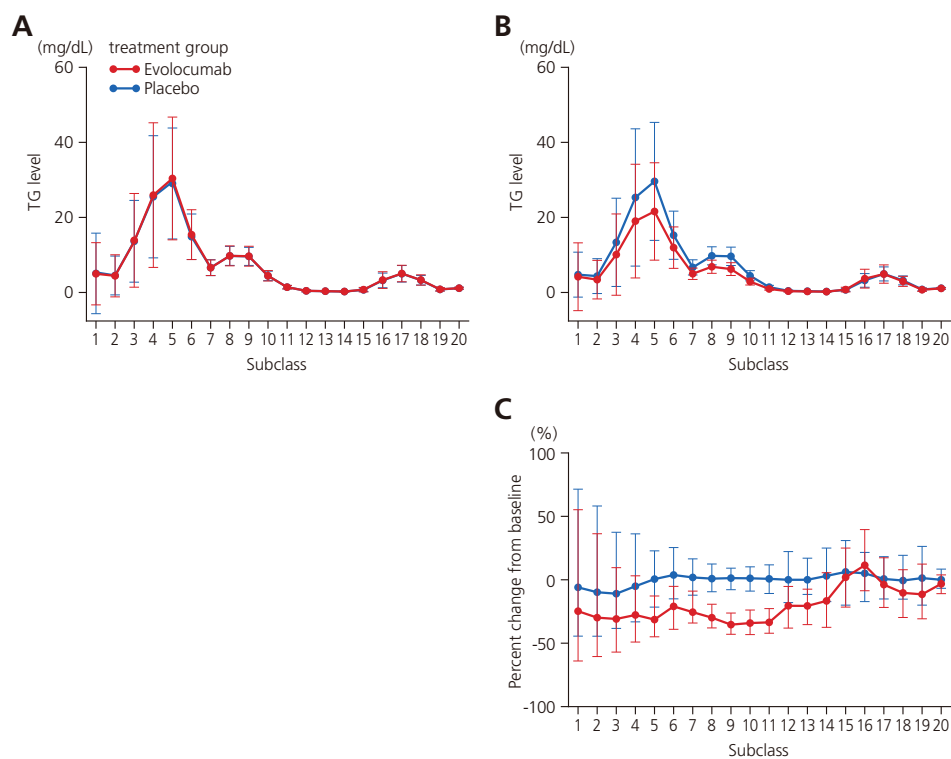 A
(mg/dL)
treatment group
Evolocumab
Placebo
60
40
20
0
TG level
1 2 3 4 5 6 7 8 9 10 11 12 13 14 15 16 17 18 19 20
Subclass
B
(mg/dL)
60
40
20
0
TG level
1 2 3 4 5 6 7 8 9 10 11 12 13 14 15 16 17 18 19 20
Subclass
C
(%)
100
50
0
-50
-100
Percent change from baseline
1 2 3 4 5 6 7 8 9 10 11 12 13 14 15 16 17 18 19 20
Subclass